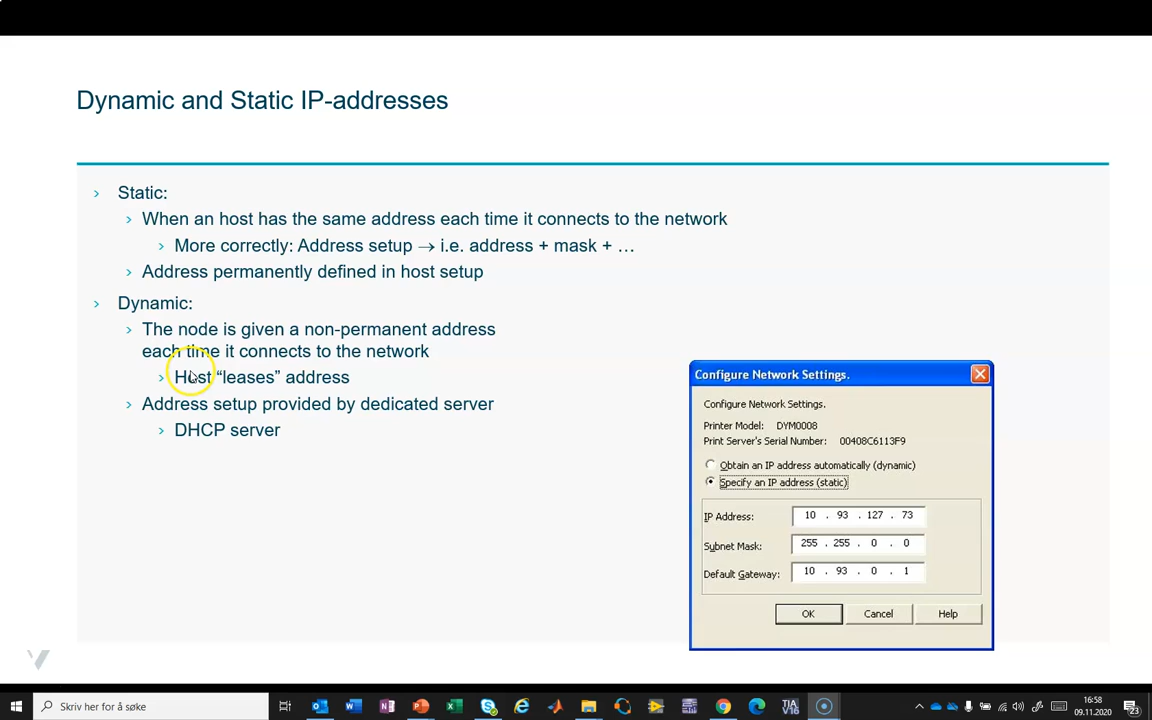 Dynamic and Static IP-addresses
› Static:
› When an host has the same address each time it connects to the network
› More correctly: Address setup → i.e. address + mask + …
› Address permanently defined in host setup
› Dynamic:
› The node is given a non-permanent address
each time it connects to the network
› Host “leases” address
› Address setup provided by dedicated server
› DHCP server
Configure Network Settings.
Configure Network Settings.
Printer Model: DYM0008
Print Server's Serial Number: 00408C6113F9
Obtain an IP address automatically (dynamic)
Specify an IP address (static)
IP Address: 10 . 93 . 127 . 73
Subnet Mask: 255 . 255 . 0 . 0
Default Gateway: 10 . 93 . 0 . 1
OK Cancel Help
Skriv her for å søke
TIA V16
16:58
09.11.2020
23